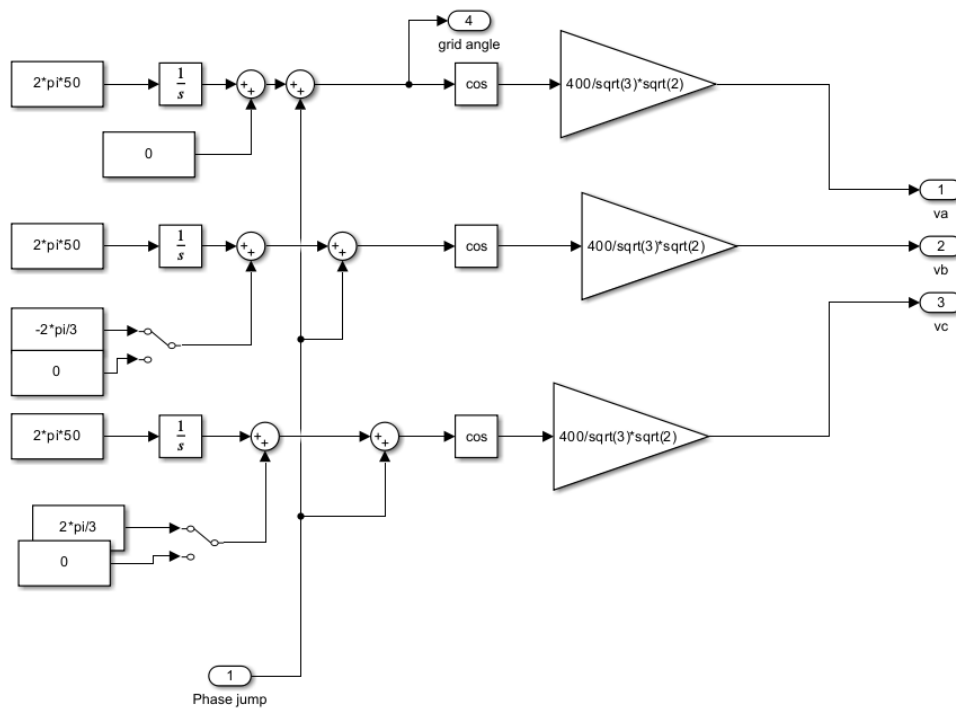 4
grid angle
2*pi*50
1
s
+
+
+
+
cos
400/sqrt(3)*sqrt(2)
0
1
va
2*pi*50
1
s
+
+
+
+
cos
400/sqrt(3)*sqrt(2)
2
vb
3
vc
-2*pi/3
0
2*pi*50
1
s
+
+
+
+
cos
400/sqrt(3)*sqrt(2)
2*pi/3
0
1
Phase jump